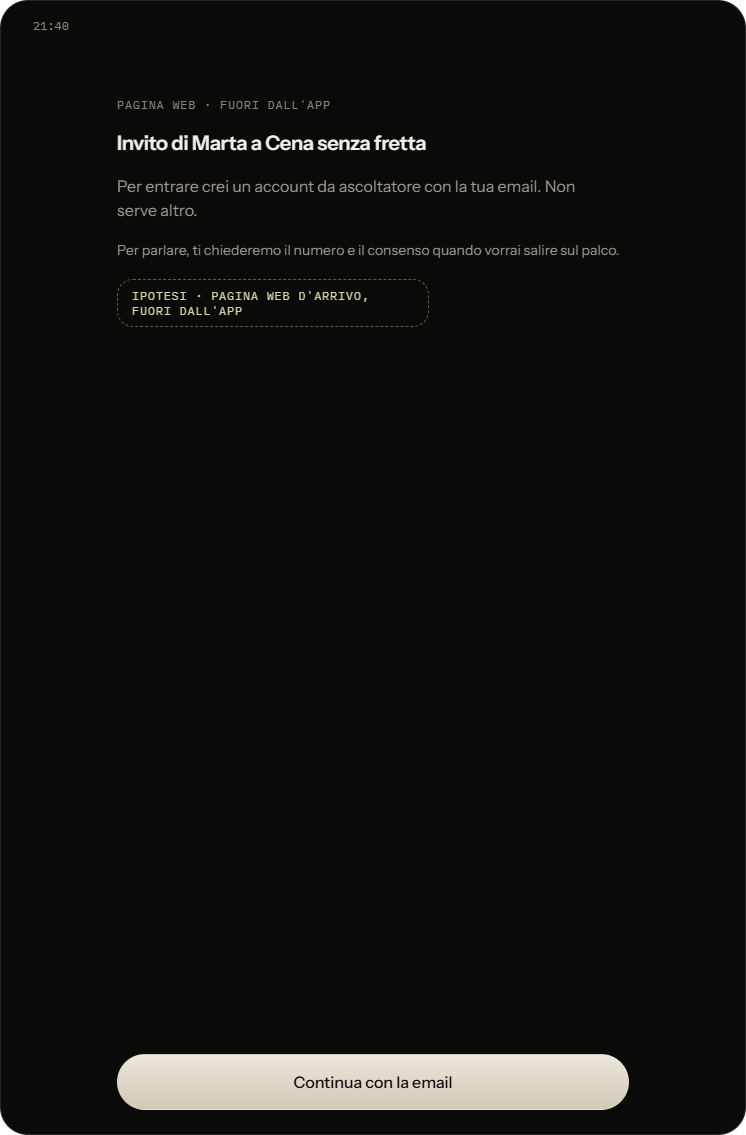 21:40
PAGINA WEB · FUORI DALL'APP
Invito di Marta a Cena senza fretta
Per entrare crei un account da ascoltatore con la tua email. Non
serve altro.
Per parlare, ti chiederemo il numero e il consenso quando vorrai salire sul palco.
IPOTESI · PAGINA WEB D'ARRIVO,
FUORI DALL'APP
Continua con la email